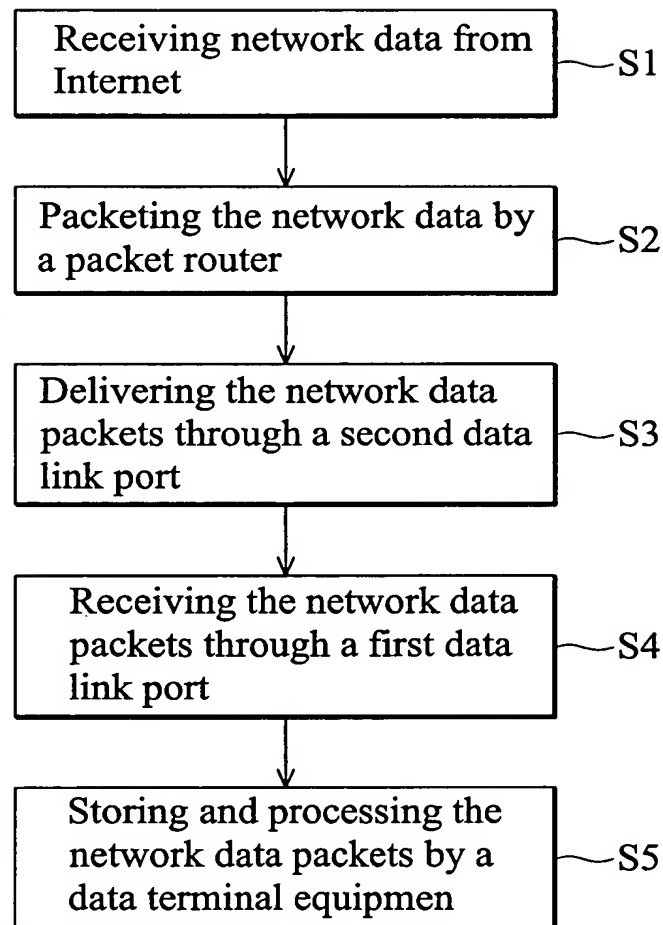 Receiving network data from
Internet
S1
Packeting the network data by
a packet router
S2
Delivering the network data
packets through a second data
link port
S3
Receiving the network data
packets through a first data
link port
S4
Storing and processing the
network data packets by a
data terminal equipmen
S5